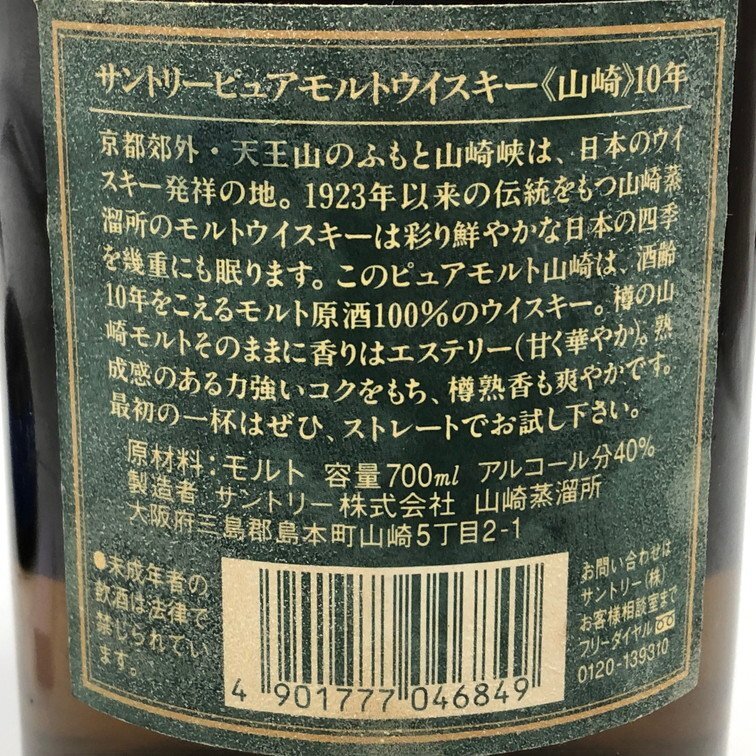 サントリーピュアモルトウイスキー《山崎》10年
京都郊外・天王山のふもと山崎峡は、日本のウイ
スキー発祥の地。1923年以来の伝統をもつ山崎蒸
溜所のモルトウイスキーは彩り鮮やかな日本の四季
を幾重にも眠ります。このピュアモルト山崎は、酒齢
10年をこえるモルト原酒100%のウイスキー。樽の山
崎モルトそのままに香りはエステリー(甘く華やか)。熟
成感のある力強いコクをもち、樽熟香も爽やかです。
最初の一杯はぜひ、ストレートでお試し下さい。
原材料:モルト 容量700ml アルコール分40%
製造者 サントリー株式会社 山崎蒸溜所
大阪府三島郡島本町山崎5丁目2-1
●未成年者の
飲酒は法律で
禁じられてい
ます。
4 901777 046849
お問い合わせは
サントリー(株)
お客様相談室まで
フリーダイヤル
0120-139310